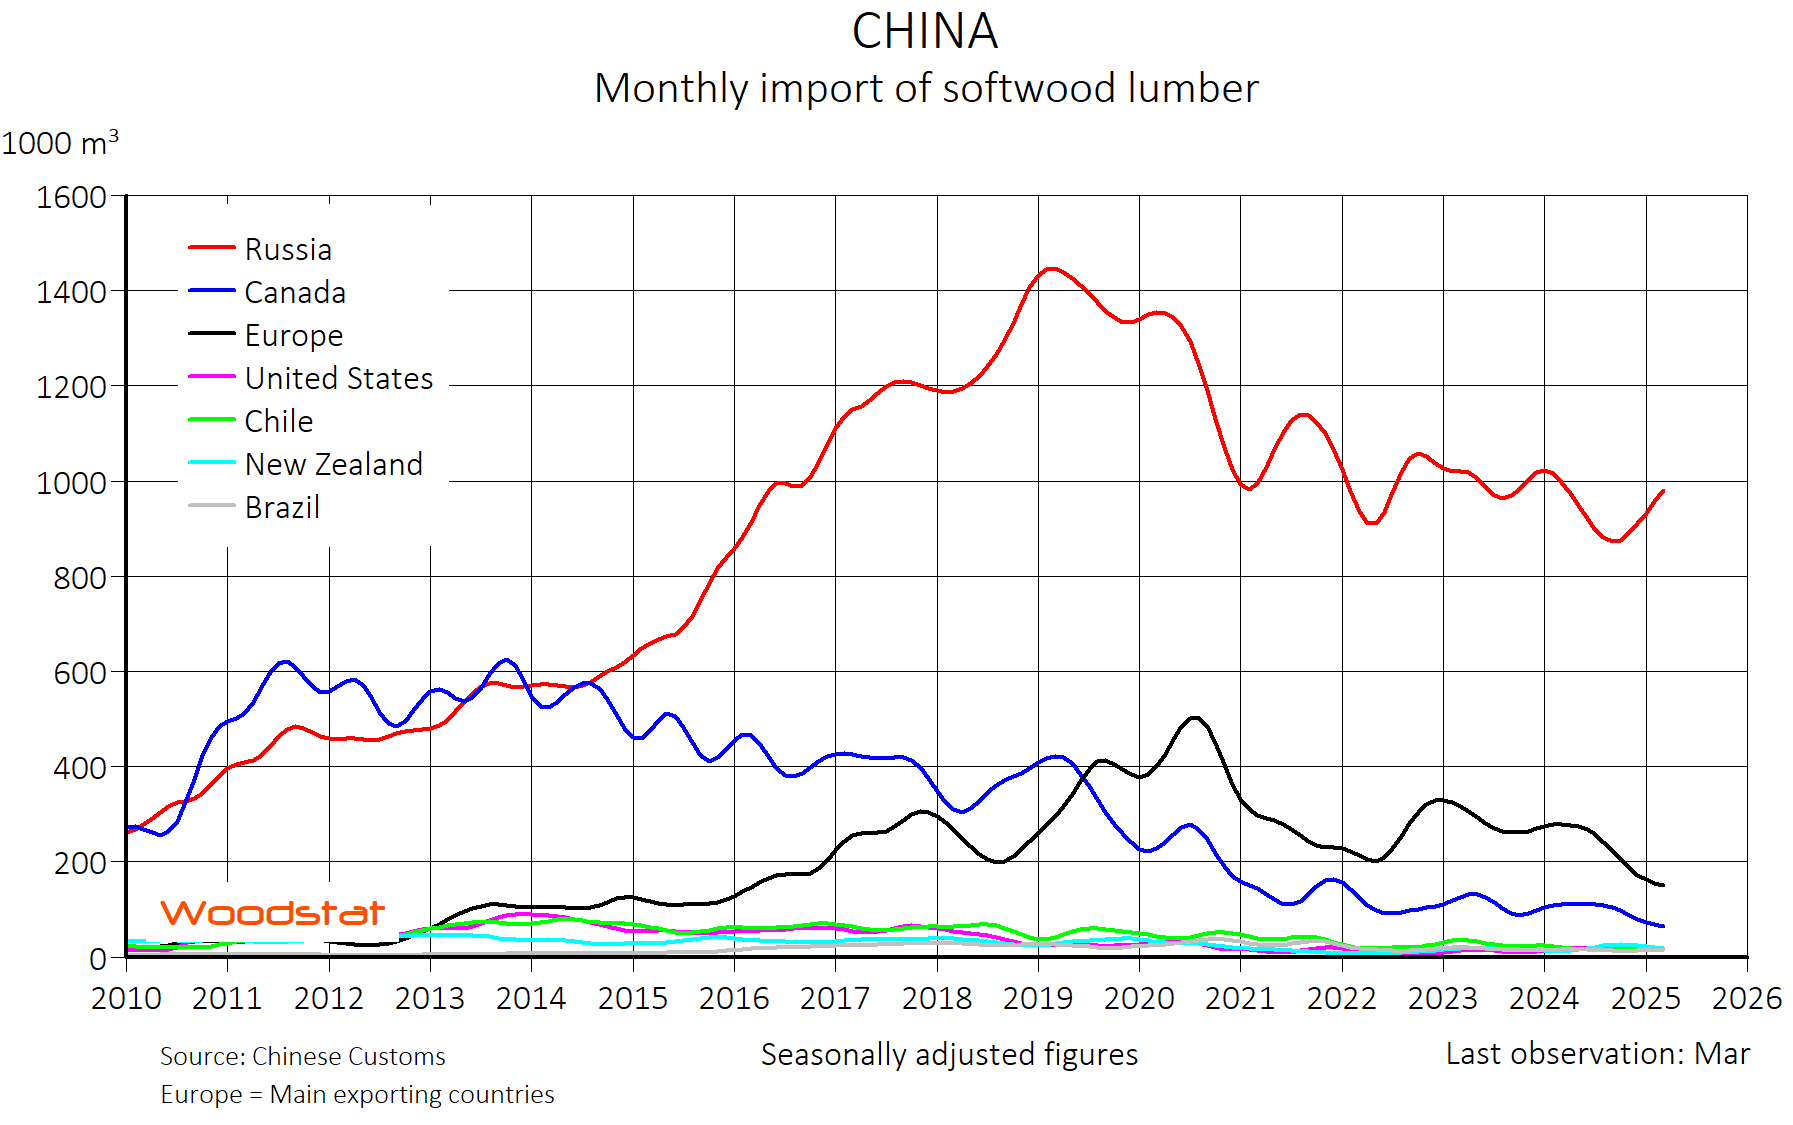 CHINA
Monthly import of softwood lumber
1000 m³
1600
1400
1200
1000
800
600
400
200
0
Russia
Canada
Europe
United States
Chile
New Zealand
Brazil
Woodstat
2010 2011 2012 2013 2014 2015 2016 2017 2018 2019 2020 2021 2022 2023 2024 2025 2026
Source: Chinese Customs
Seasonally adjusted figures
Last observation: Mar
Europe = Main exporting countries